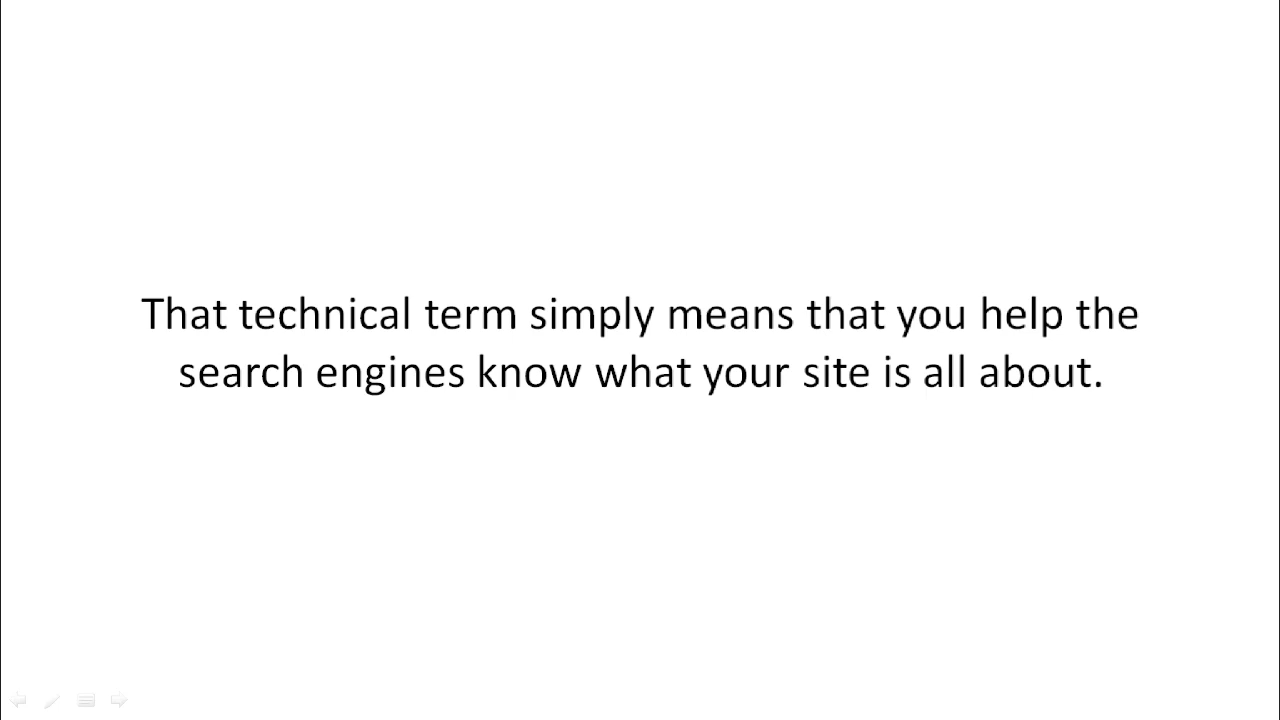 That technical term simply means that you help the
search engines know what your site is all about.